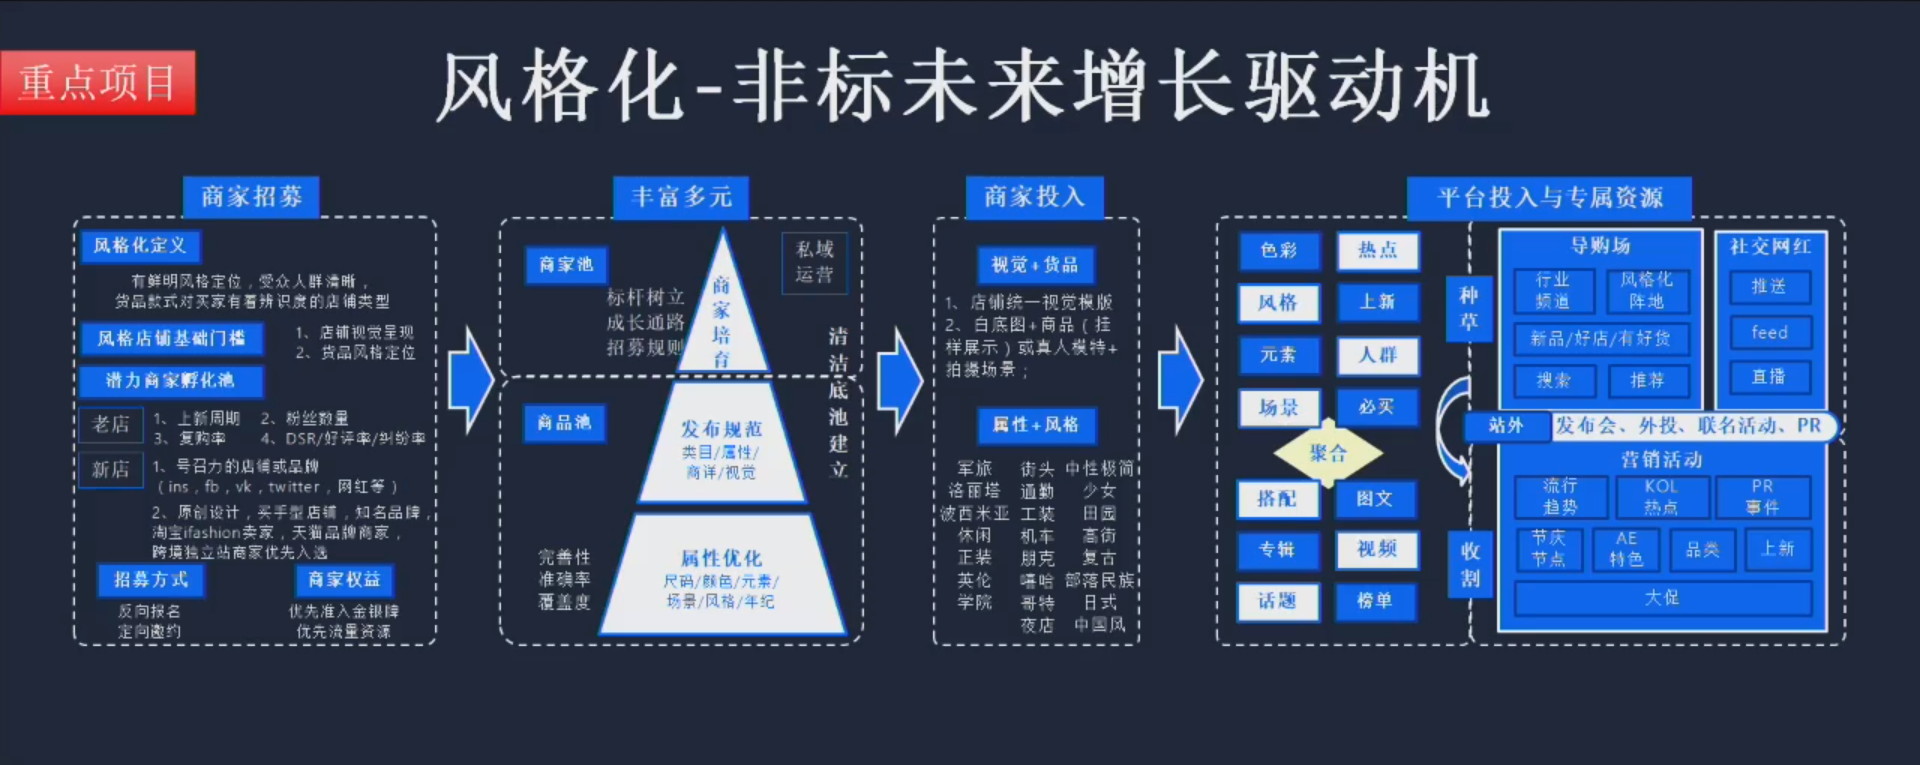 重点项目
风格化-非标未来增长驱动机
商家招募
风格化定义
有鲜明风格定位，受众人群清晰，
货品款式对买家有着辨识度的店铺类型
风格店铺基础门槛
1、店铺视觉呈现
2、货品风格定位
潜力商家孵化池
老店
1、上新周期 2、粉丝数量
3、复购率 4、DSR/好评率/纠纷率
新店
1、号召力的店铺或品牌
（ins，fb，vk，twitter，网红等）
2、原创设计，买手型店铺，知名品牌，
淘宝ifashion卖家，天猫品牌商家，
跨境独立站商家优先入选
招募方式
反向报名
定向邀约
商家权益
优先准入金银牌
优先流量资源
丰富多元
商家池
标杆树立
成长通路
招募规则
商家培育
私域
运营
清洁底池建立
商品池
发布规范
类目/属性/
商详/视觉
完善性
准确率
覆盖度
属性优化
尺码/颜色/元素/
场景/风格/年纪
商家投入
视觉+货品
1、店铺统一视觉模版
2、白底图+商品（挂
样展示）或真人模特+
拍摄场景；
属性+风格
军旅 街头 中性极简
洛丽塔 通勤 少女
波西米亚 工装 田园
休闲 机车 高街
正装 朋克 复古
英伦 嘻哈 部落民族
学院 哥特 日式
夜店 中国风
平台投入与专属资源
色彩 热点
风格 上新
元素 人群
场景 必买
聚合
搭配 图文
专辑 视频
话题 榜单
种草
收割
导购场
行业
频道
风格化
阵地
新品/好店/有好货
搜索 推荐
社交网红
推送
feed
直播
站外 发布会、外投、联名活动、PR
营销活动
流行
趋势
KOL
热点
PR
事件
节庆
节点
AE
特色
品类
上新
大促